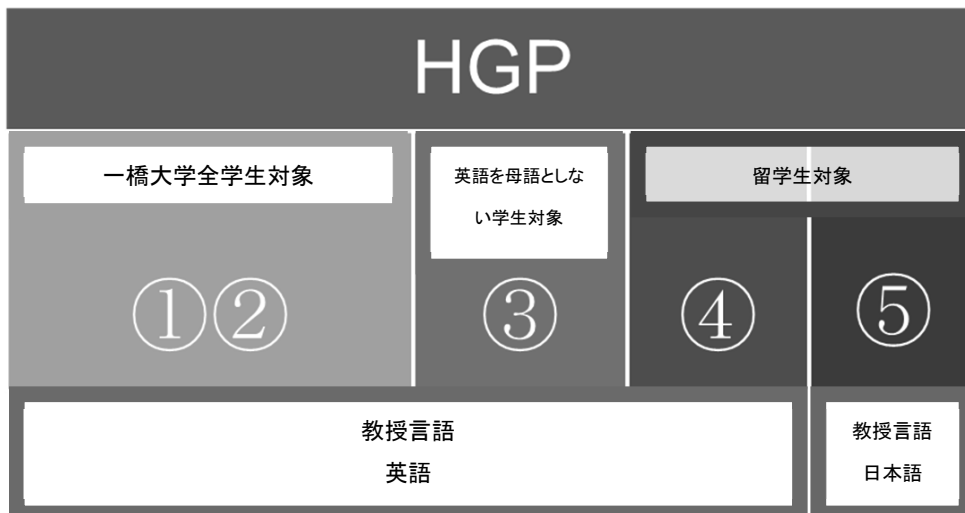 HGP
一橋大学全学生対象
英語を母語としな
い学生対象
留学生対象
①②
③
④
⑤
教授言語
英語
教授言語
日本語